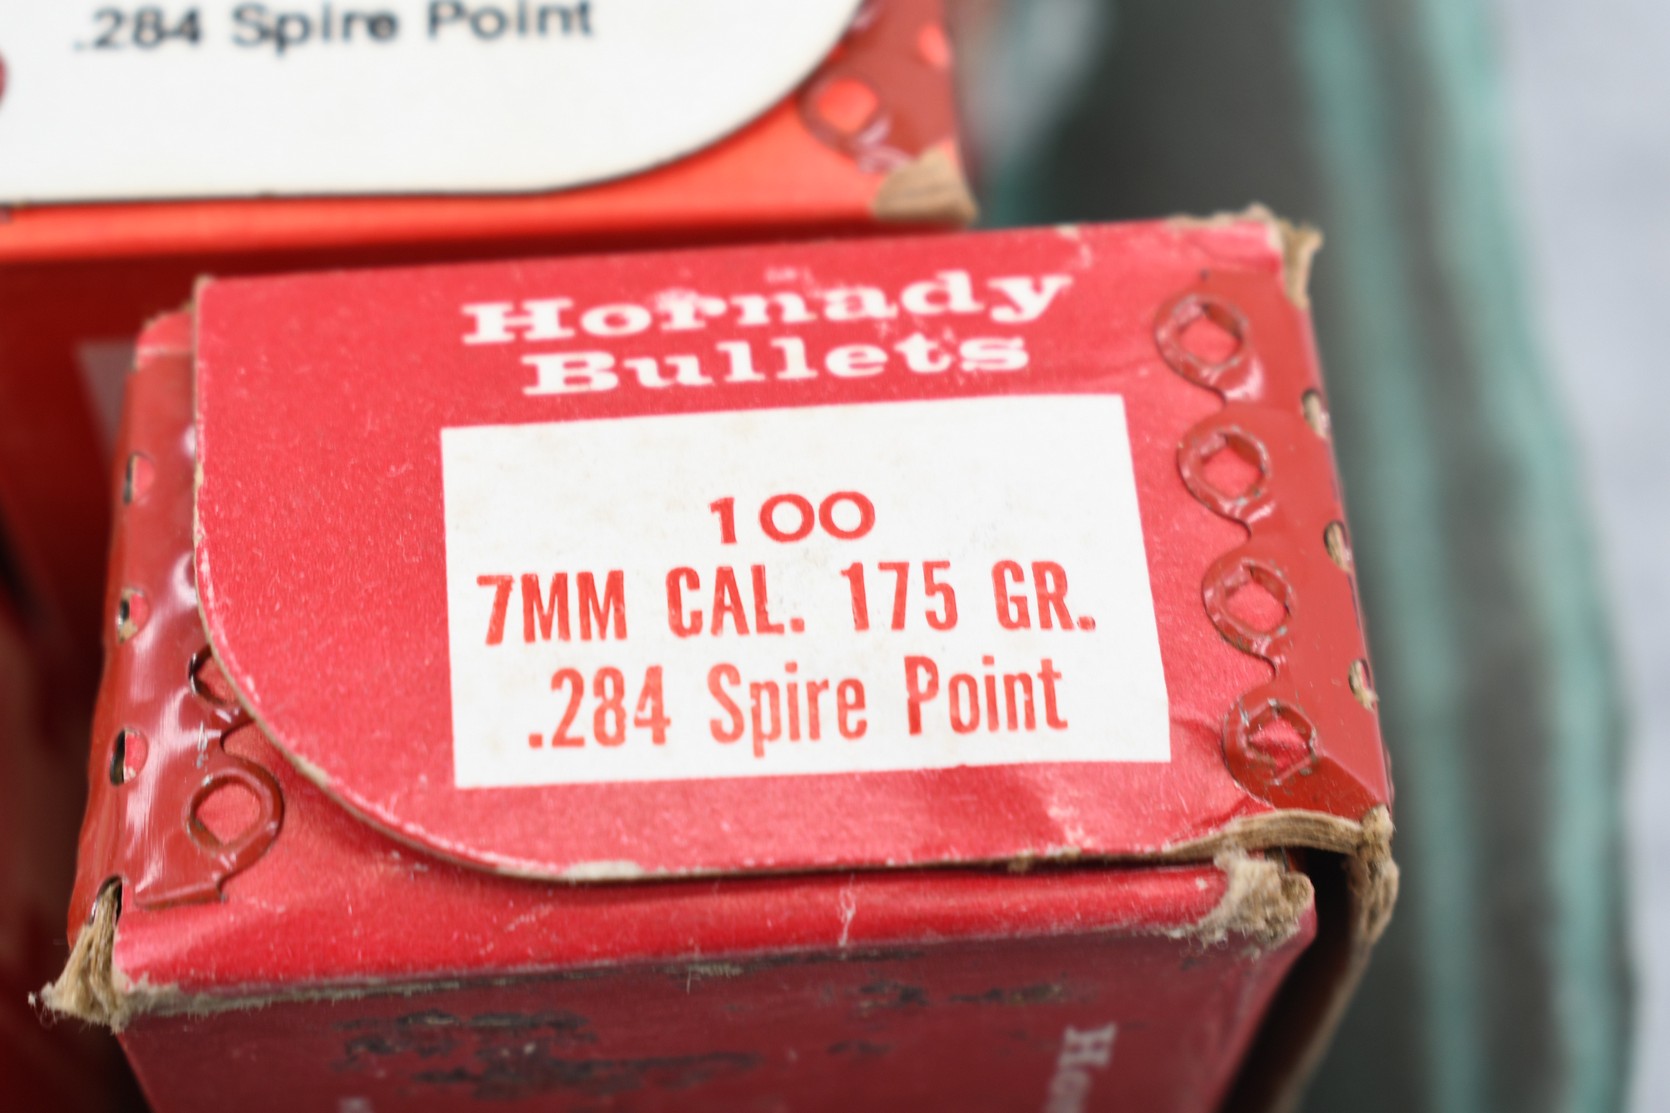 .284 Spire Point
Hornady
Bullets
100
7MM CAL. 175 GR.
.284 Spire Point